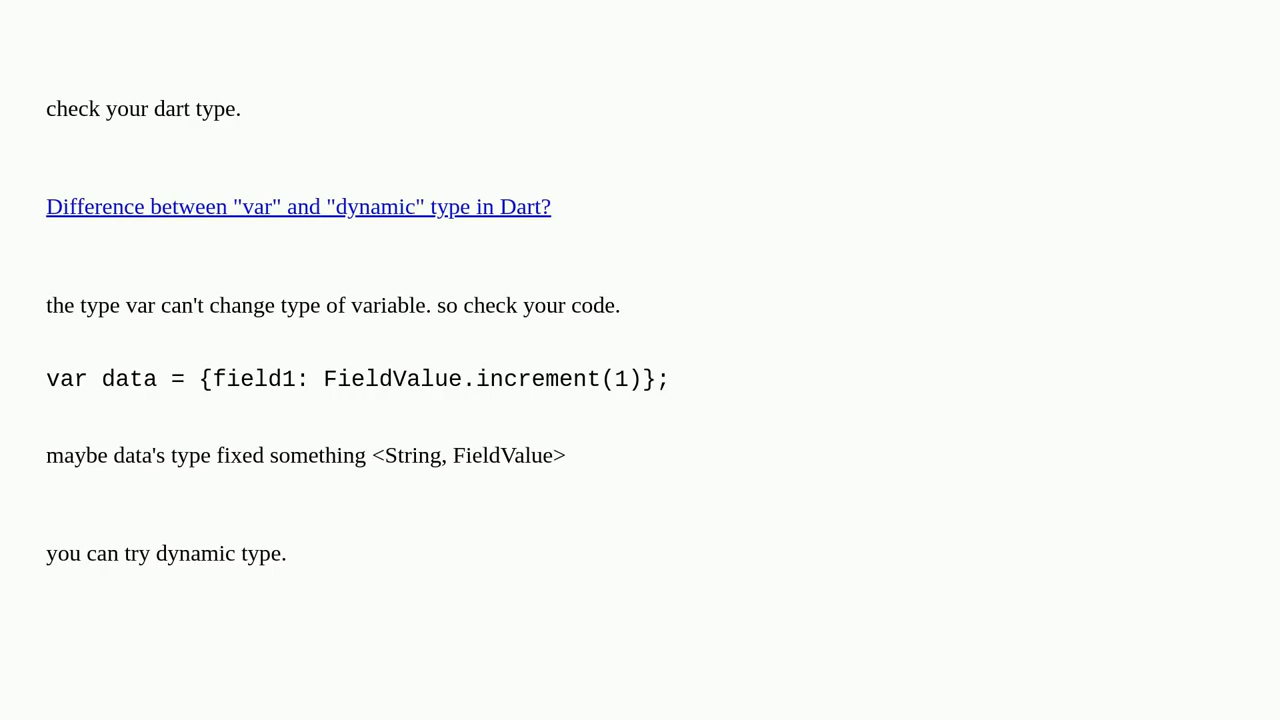 check your dart type.
Difference between "var" and "dynamic" type in Dart?
the type var can't change type of variable. so check your code.
var data = {field1: FieldValue.increment(1)};
maybe data's type fixed something <String, FieldValue>
you can try dynamic type.